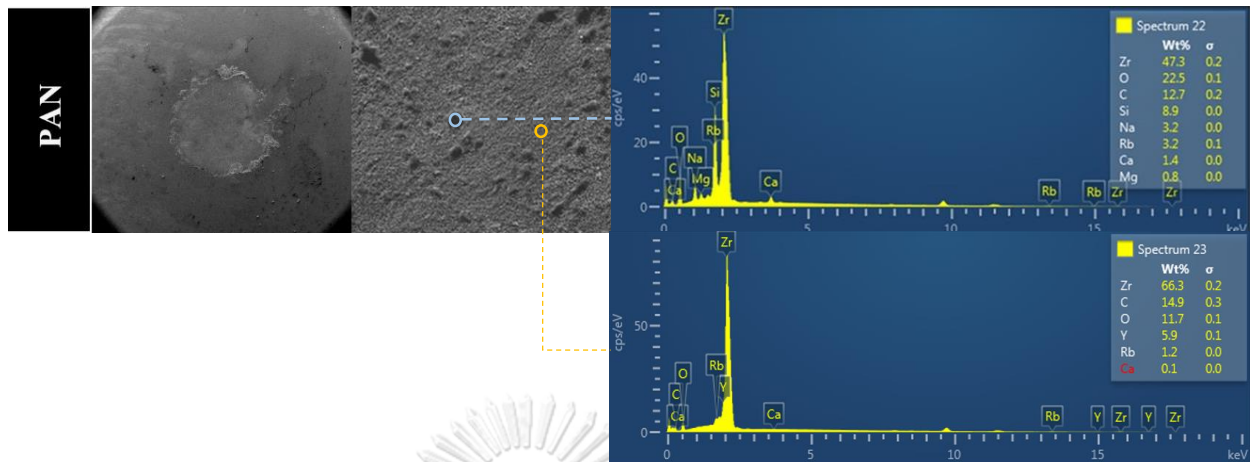 PAN
Spectrum 22
Wt% σ
Zr 47.3 0.2
O 22.5 0.1
C 12.7 0.2
Si 8.9 0.0
Na 3.2 0.0
Rb 3.2 0.1
Ca 1.4 0.0
Mg 0.8 0.0
cps/eV
40
20
0
Zr
Si
Rb
O
Na
C
Mg
Ca
Ca
Rb
Rb
Zr
Zr
0 5 10 15 keV
Spectrum 23
Wt% σ
Zr 66.3 0.2
C 14.9 0.3
O 11.7 0.1
Y 5.9 0.1
Rb 1.2 0.0
Ca 0.1 0.0
cps/eV
50
0
Zr
Rb
O
Y
C
Ca
Ca
Rb
Y
Zr
Y
Zr
0 5 10 15 keV